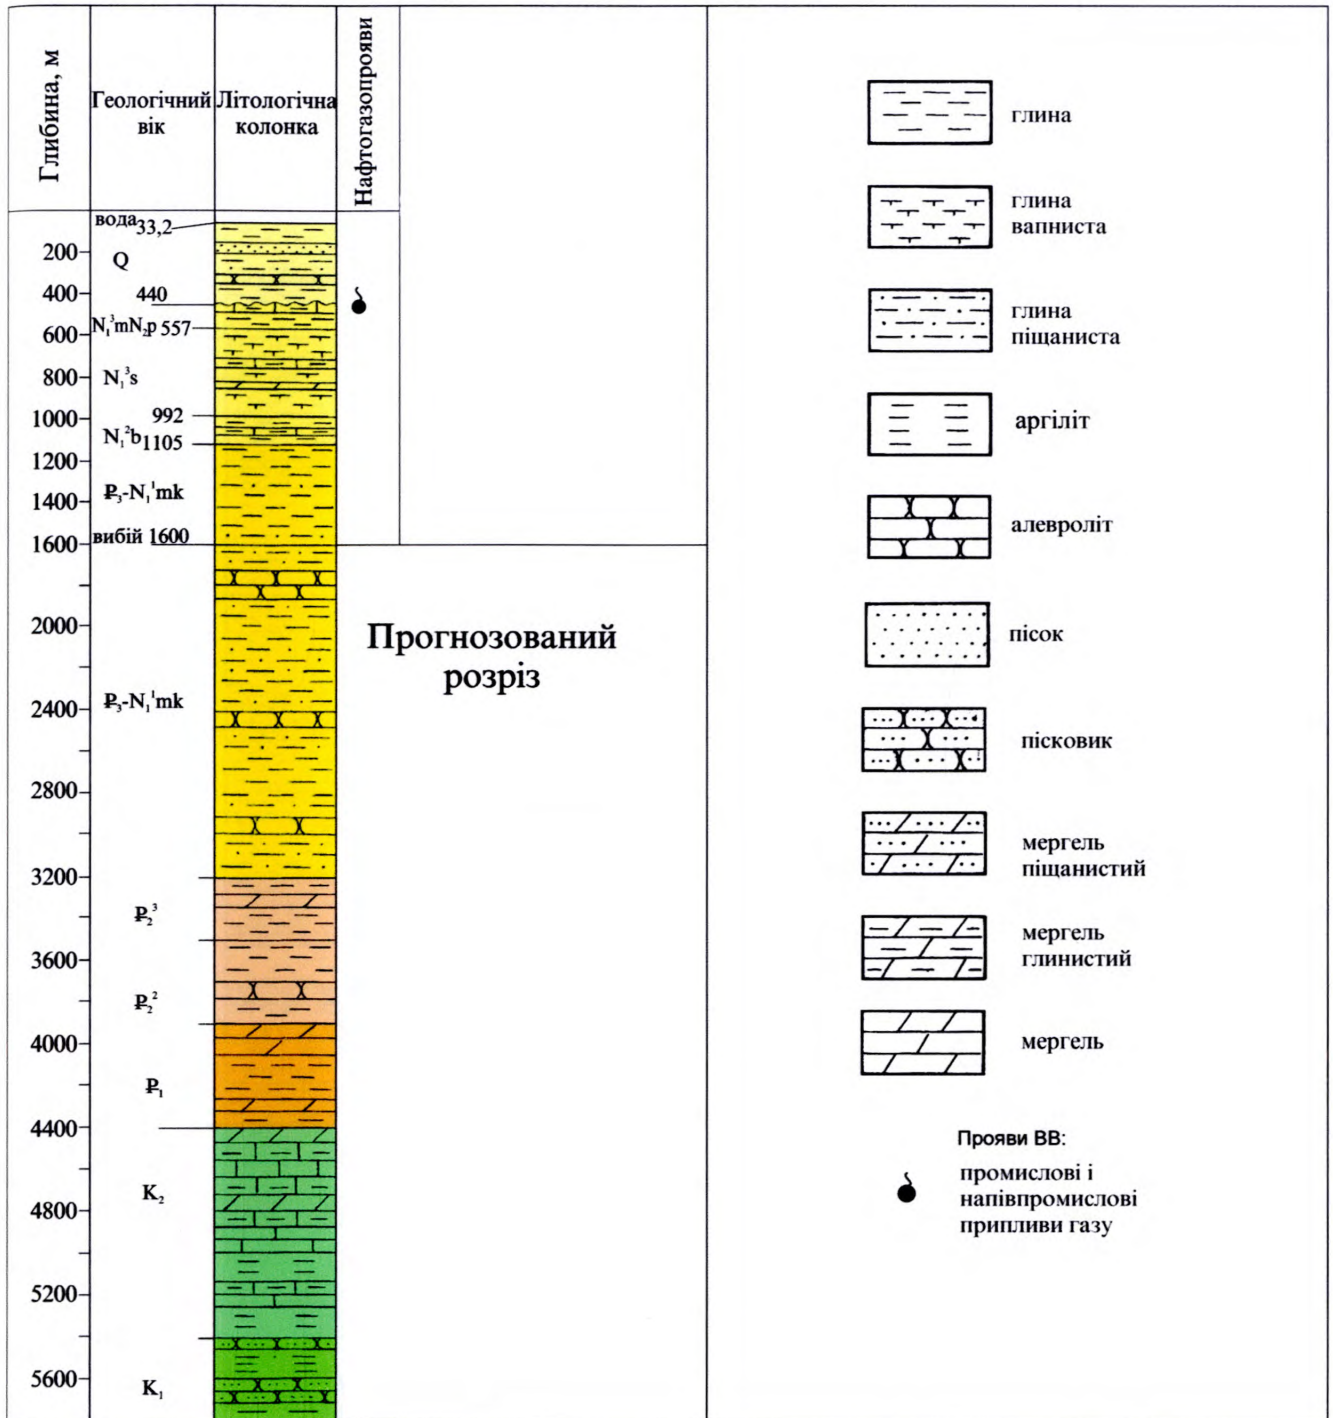 Глибина, м
Геологічний
вік
Літологічна
колонка
Нафтогазопрояви
вода 33,2
200
Q
400
440
N₁³mN₂p 557
600
800
N₁³s
992
1000
N₁²b 1105
1200
1400
₽₃-N₁¹mk
вибій 1600
1600
2000
2400
₽₃-N₁¹mk
2800
3200
₽₂³
3600
₽₂²
4000
₽₁
4400
K₂
4800
5200
5600
K₁
Прогнозований
розріз
глина
глина
вапниста
глина
піщаниста
аргіліт
алевроліт
пісок
пісковик
мергель
піщанистий
мергель
глинистий
мергель
Прояви ВВ:
промислові і
напівпромислові
припливи газу